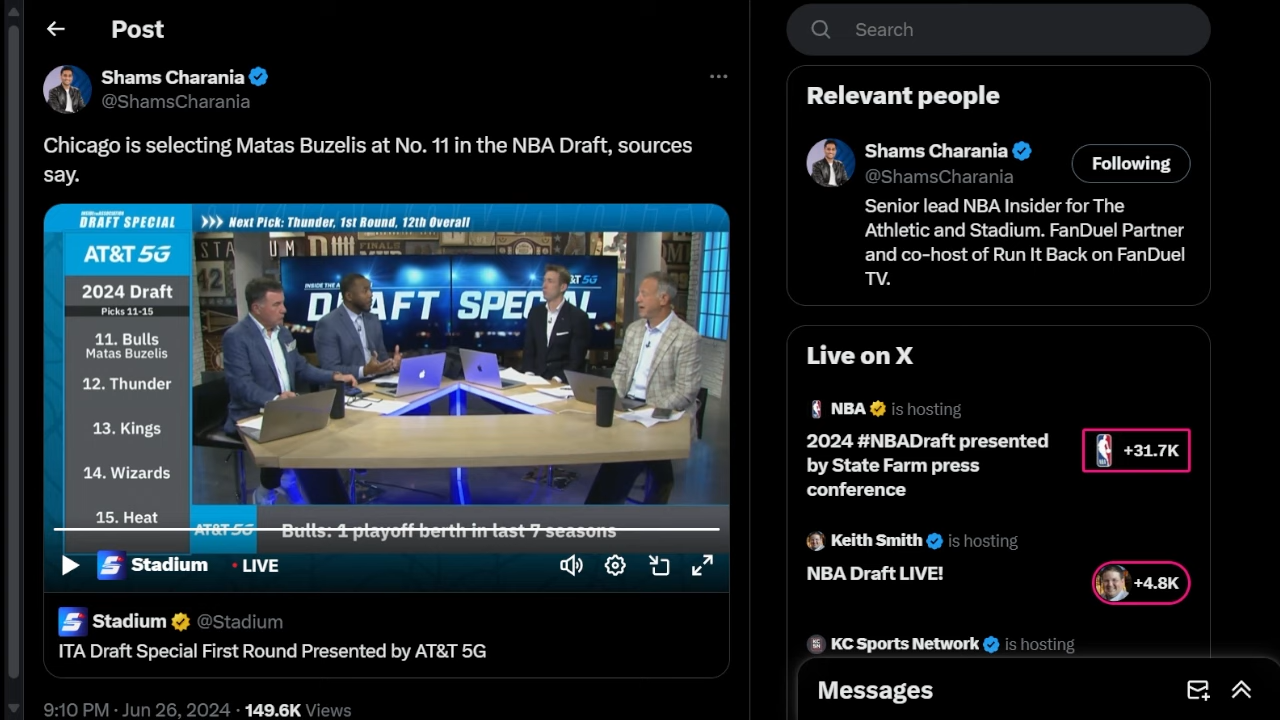 Post
Shams Charania
@ShamsCharania
Chicago is selecting Matas Buzelis at No. 11 in the NBA Draft, sources
say.
DRAFT SPECIAL
Next Pick: Thunder, 1st Round, 12th Overall
AT&T 5G
2024 Draft
Picks 11-15
11. Bulls
Matas Buzelis
12. Thunder
13. Kings
14. Wizards
15. Heat
INSIDE THE
DRAFT SPECIAL
AT&T 5G
Bulls: 1 playoff berth in last 7 seasons
Stadium
LIVE
Stadium @Stadium
ITA Draft Special First Round Presented by AT&T 5G
9:10 PM · Jun 26, 2024 · 149.6K Views
Search
Relevant people
Shams Charania
@ShamsCharania
Following
Senior lead NBA Insider for The
Athletic and Stadium. FanDuel Partner
and co-host of Run It Back on FanDuel
TV.
Live on X
NBA is hosting
2024 #NBADraft presented
by State Farm press
conference
+31.7K
Keith Smith is hosting
NBA Draft LIVE!
+4.8K
KC Sports Network is hosting
Messages